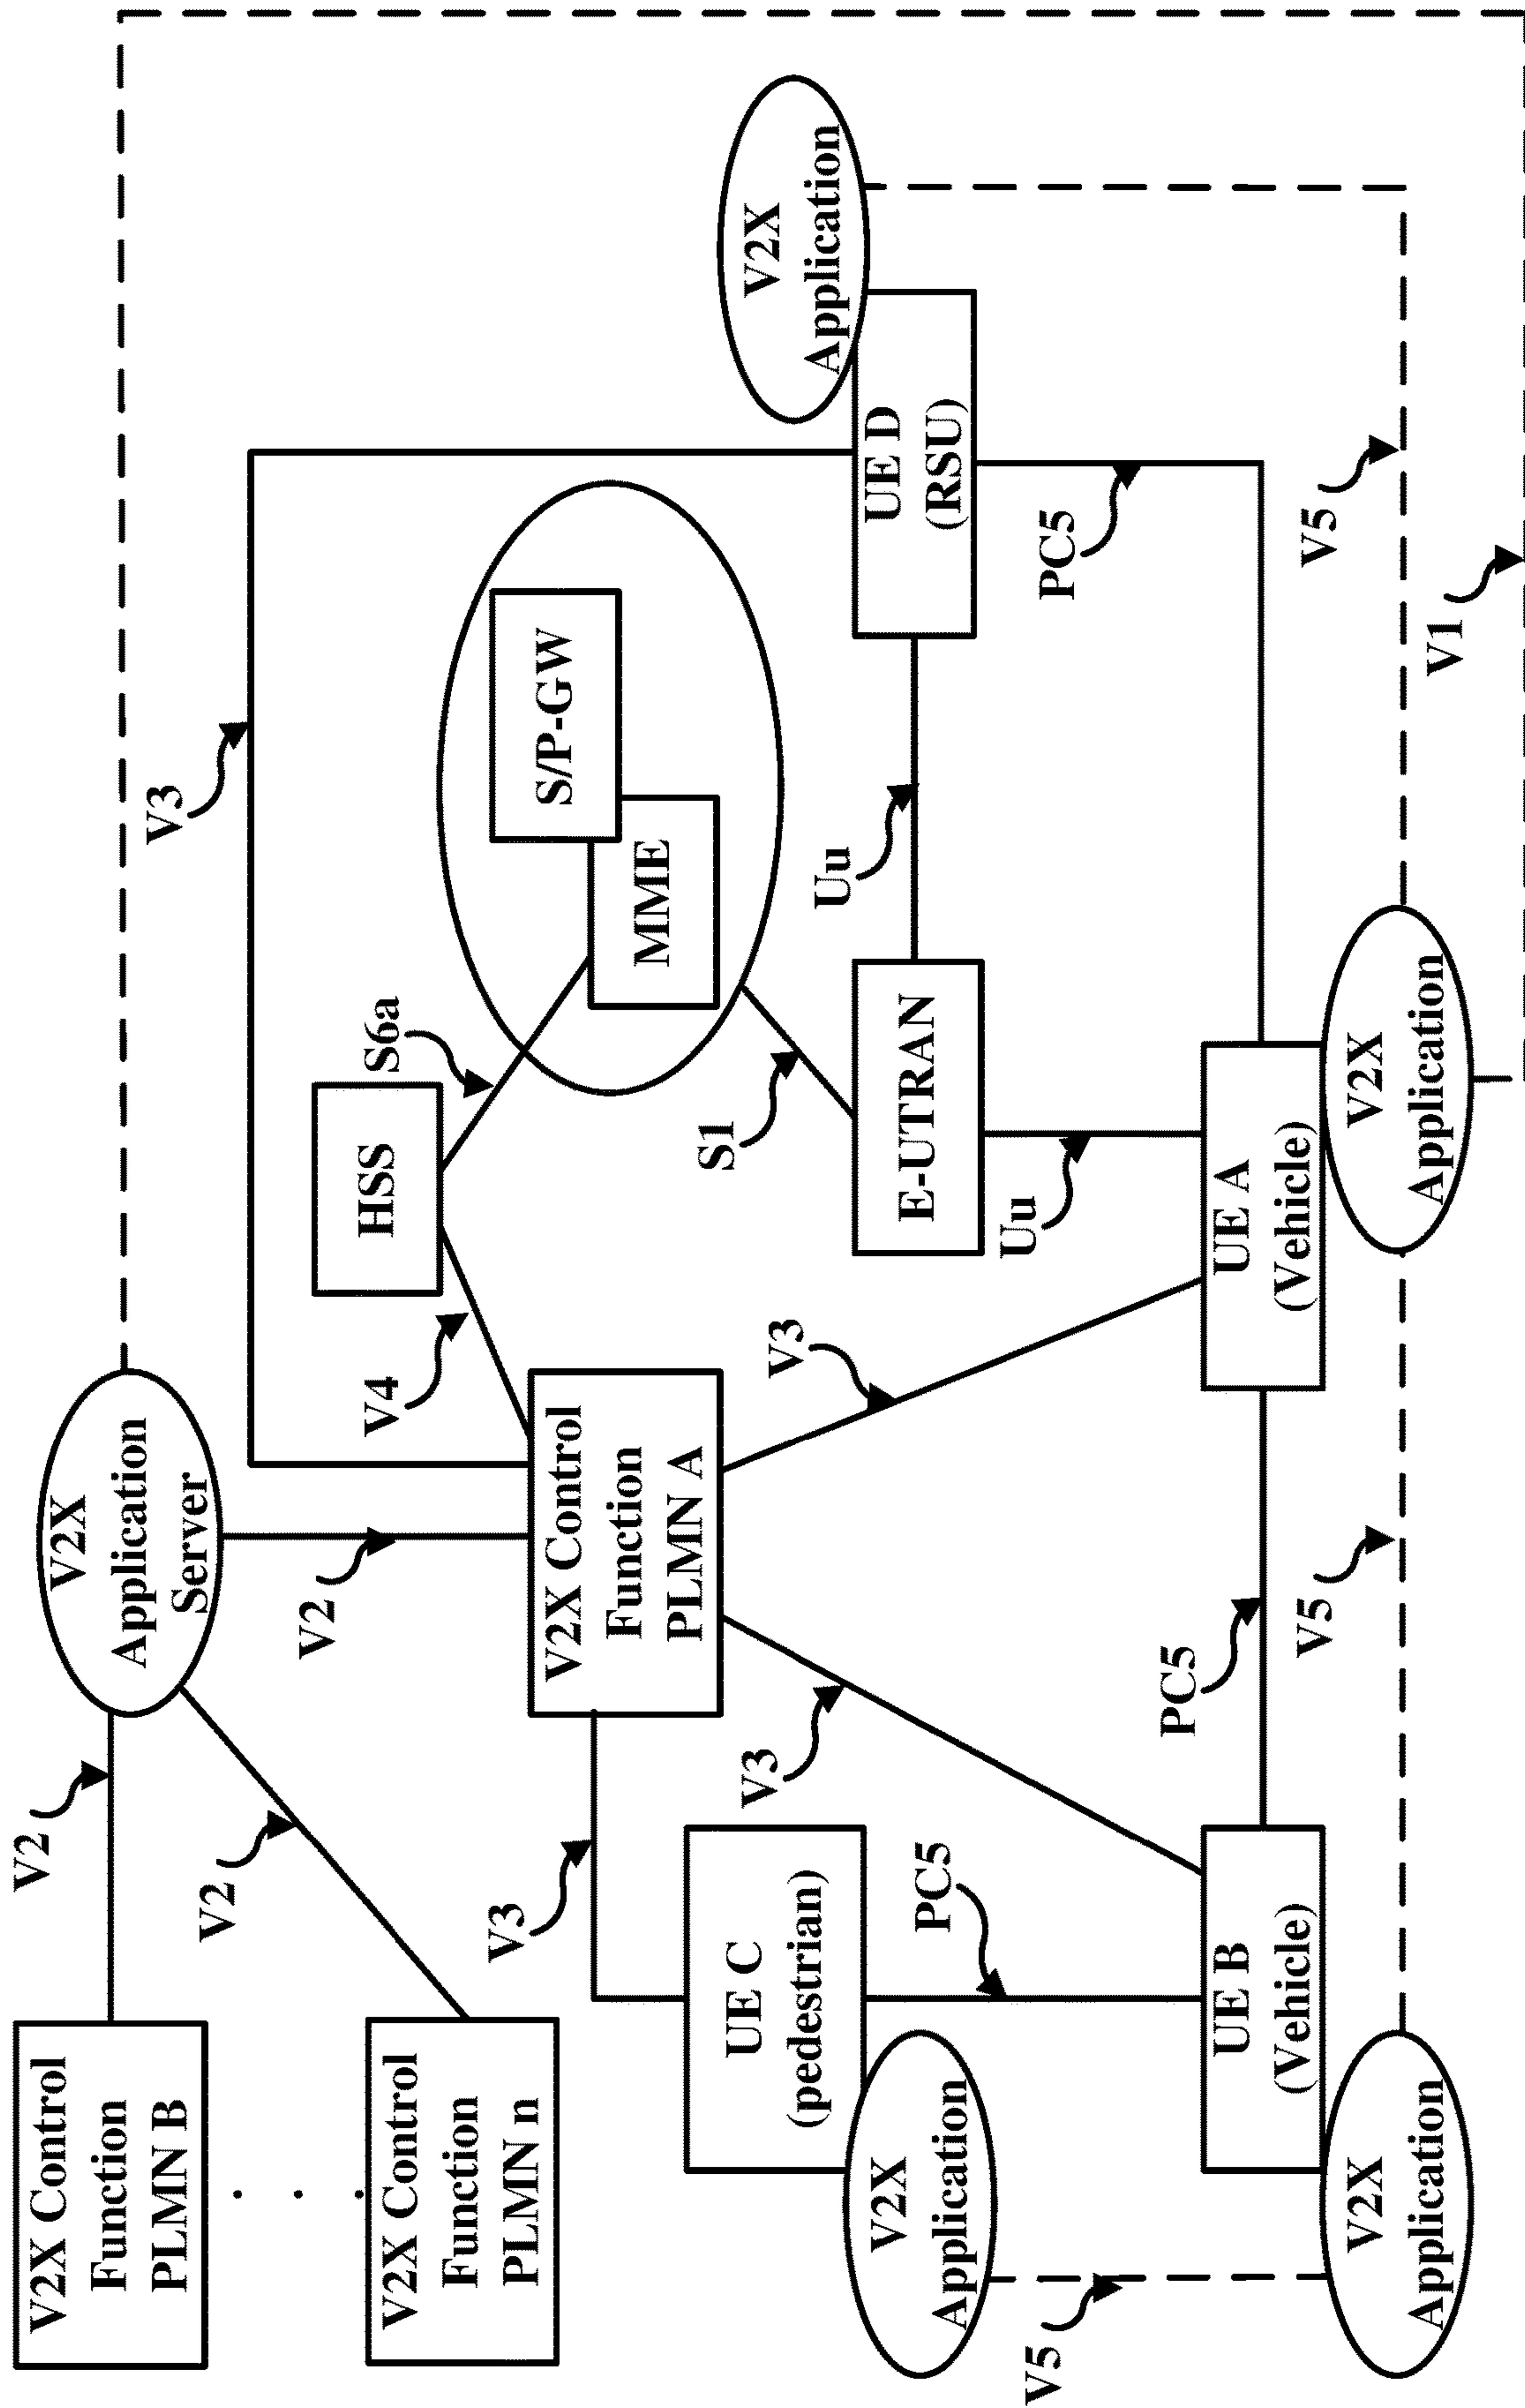 V2X Control
Function
PLMN B
. . .
V2X Control
Function
PLMN n
V2
V2
V2X
Application
Server
V2
V3
V2X Control
Function
PLMN A
V4
HSS
S6a
MME
S/P-GW
S1
E-UTRAN
Uu
Uu
V3
V3
V3
UE C
(pedestrian)
V2X
Application
PC5
V5
UE B
(Vehicle)
V2X
Application
PC5
V5
UE A
(Vehicle)
V2X
Application
UE D
(RSU)
V2X
Application
PC5
V5
V1